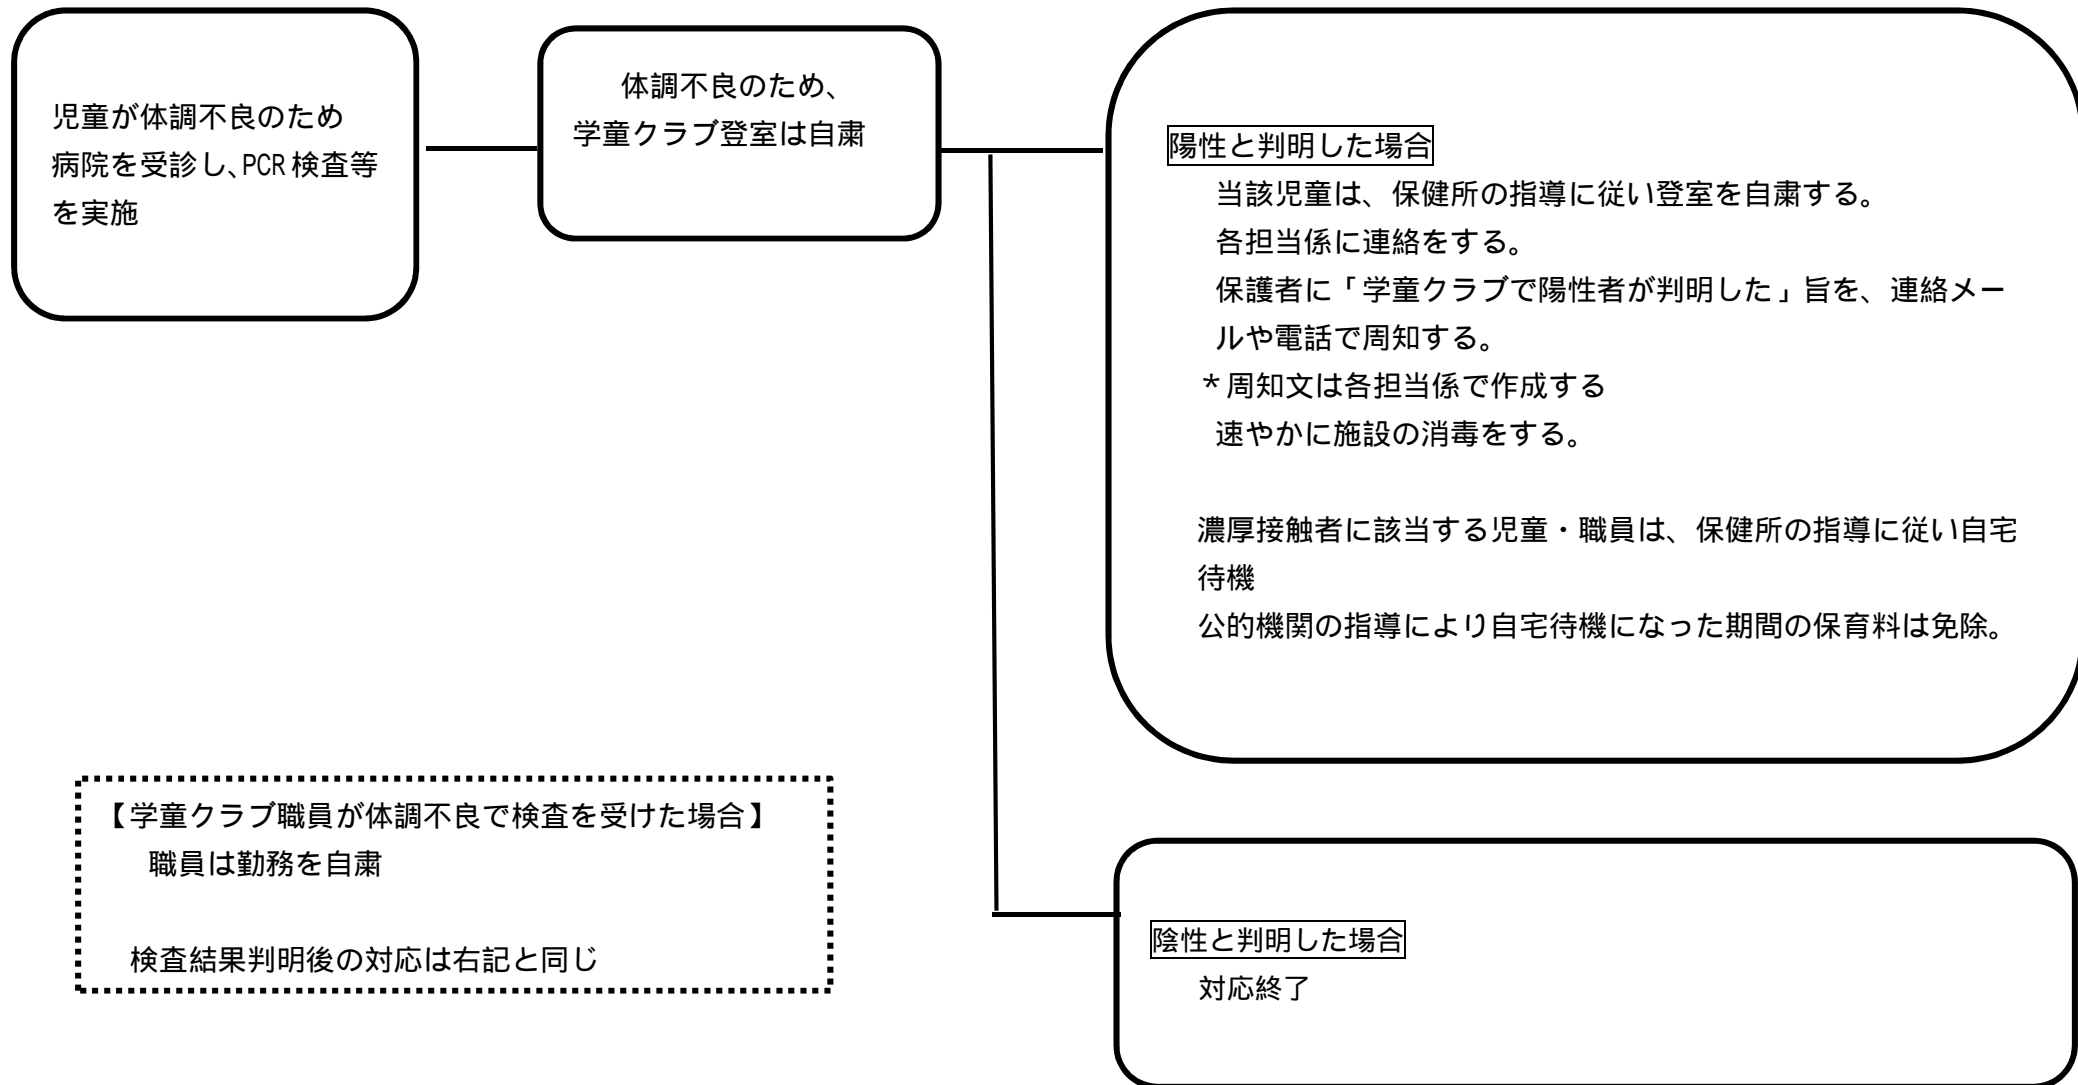 児童が体調不良のため
病院を受診し、PCR検査等
を実施
体調不良のため、
学童クラブ登室は自粛
陽性と判明した場合
当該児童は、保健所の指導に従い登室を自粛する。
各担当係に連絡をする。
保護者に「学童クラブで陽性者が判明した」旨を、連絡メー
ルや電話で周知する。
＊周知文は各担当係で作成する
速やかに施設の消毒をする。
濃厚接触者に該当する児童・職員は、保健所の指導に従い自宅
待機
公的機関の指導により自宅待機になった期間の保育料は免除。
【学童クラブ職員が体調不良で検査を受けた場合】
職員は勤務を自粛
検査結果判明後の対応は右記と同じ
陰性と判明した場合
対応終了